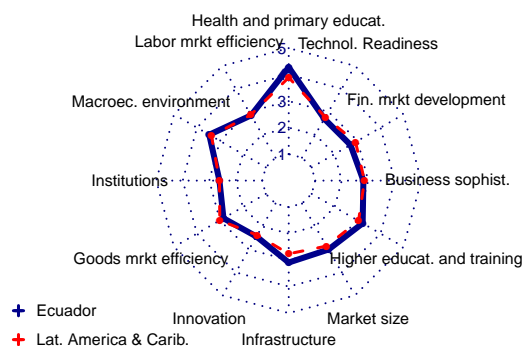 Health and primary educat.
Labor mrkt efficiency
5
Technol. Readiness
Macroec. environment
3
Fin. mrkt development
2
1
Institutions
Business sophist.
Goods mrkt efficiency
Higher educat. and training
Innovation
Market size
Infrastructure
Ecuador
Lat. America & Carib.